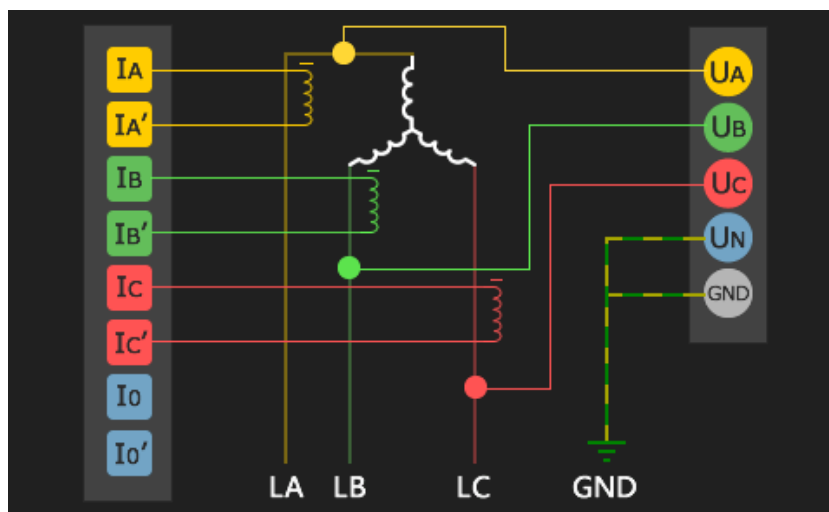 IA
IA′
IB
IB′
IC
IC′
I0
I0′
UA
UB
UC
UN
GND
LA LB LC GND